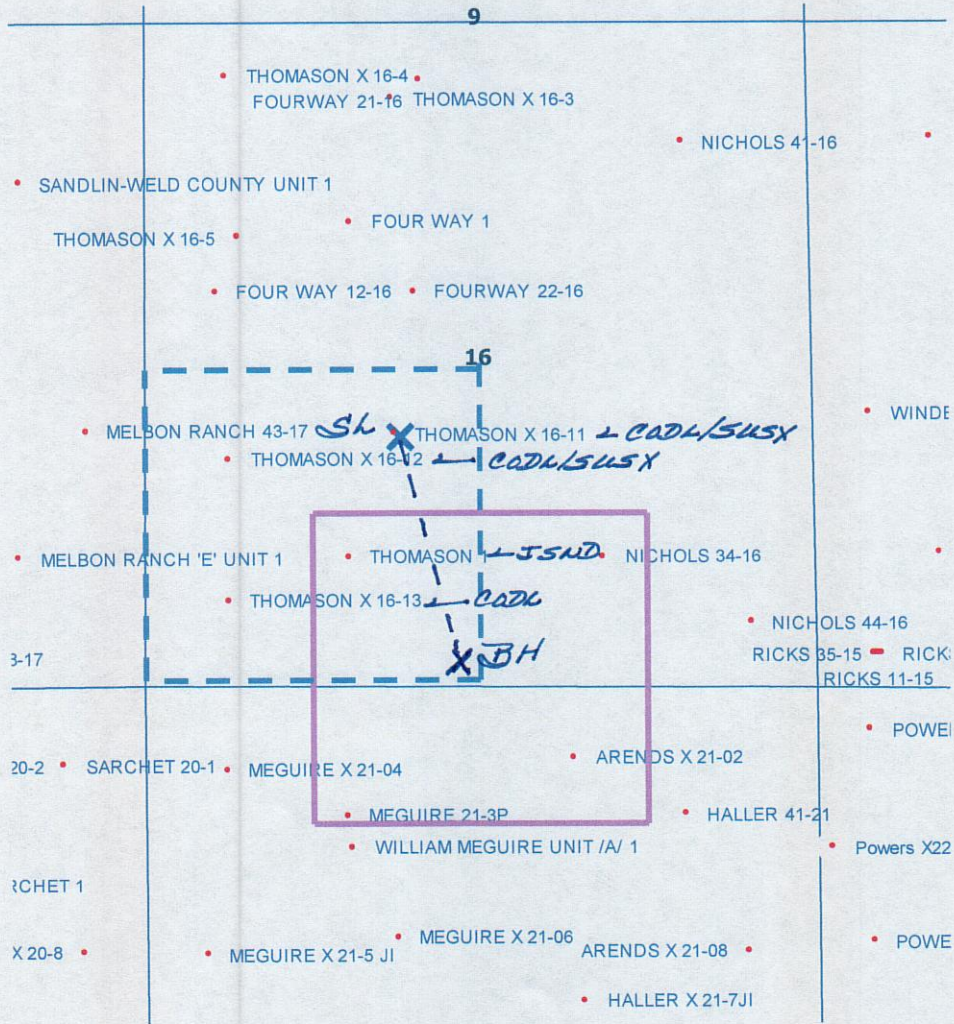 9
THOMASON X 16-4
FOURWAY 21-16 THOMASON X 16-3
NICHOLS 41-16
SANDLIN-WELD COUNTY UNIT 1
FOUR WAY 1
THOMASON X 16-5
FOUR WAY 12-16 FOURWAY 22-16
16
WINDE
MELBON RANCH 43-17 SL THOMASON X 16-11 CODL/SUSX
THOMASON X 16-12 CODL/SUSX
MELBON RANCH 'E' UNIT 1 THOMASON 1 JSND NICHOLS 34-16
THOMASON X 16-13 CODL
NICHOLS 44-16
3-17 BH RICKS 35-15 RICK
RICKS 11-15
POWE
20-2 SARCHET 20-1 MEGUIRE X 21-04 ARENDS X 21-02
MEGUIRE 21-3P HALLER 41-21
WILLIAM MEGUIRE UNIT /A/ 1 Powers X22
RCHET 1
X 20-8 MEGUIRE X 21-5 JI MEGUIRE X 21-06 ARENDS X 21-08 POWE
HALLER X 21-7JI